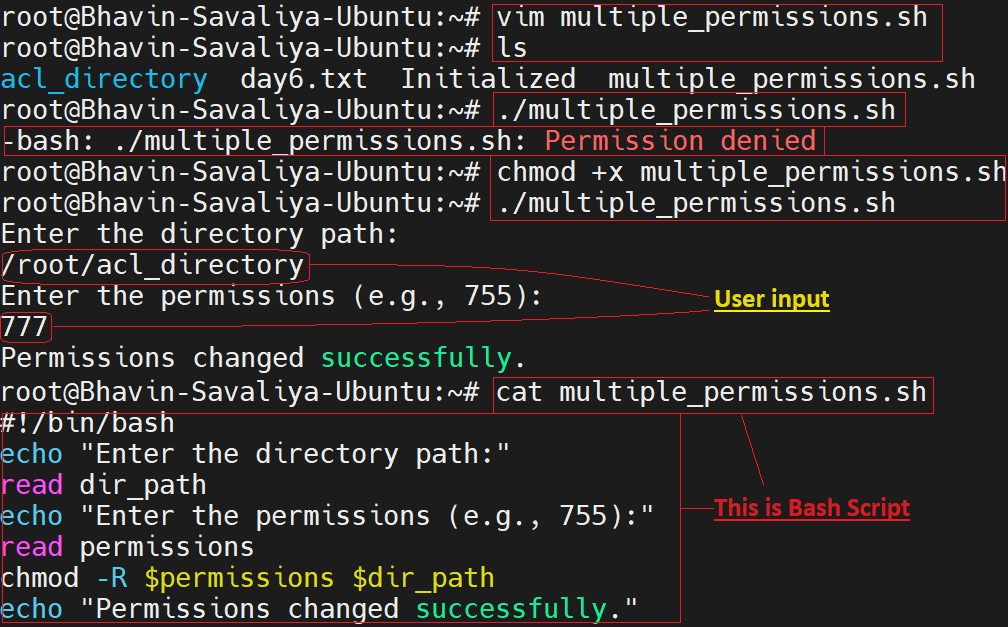 root@Bhavin-Savaliya-Ubuntu:~# vim multiple_permissions.sh
root@Bhavin-Savaliya-Ubuntu:~# ls
acl_directory  day6.txt  Initialized  multiple_permissions.sh
root@Bhavin-Savaliya-Ubuntu:~# ./multiple_permissions.sh
-bash: ./multiple_permissions.sh: Permission denied
root@Bhavin-Savaliya-Ubuntu:~# chmod +x multiple_permissions.sh
root@Bhavin-Savaliya-Ubuntu:~# ./multiple_permissions.sh
Enter the directory path:
/root/acl_directory
Enter the permissions (e.g., 755):
User input
777
Permissions changed successfully.
root@Bhavin-Savaliya-Ubuntu:~# cat multiple_permissions.sh
#!/bin/bash
echo "Enter the directory path:"
read dir_path
echo "Enter the permissions (e.g., 755):"
This is Bash Script
read permissions
chmod -R $permissions $dir_path
echo "Permissions changed successfully."